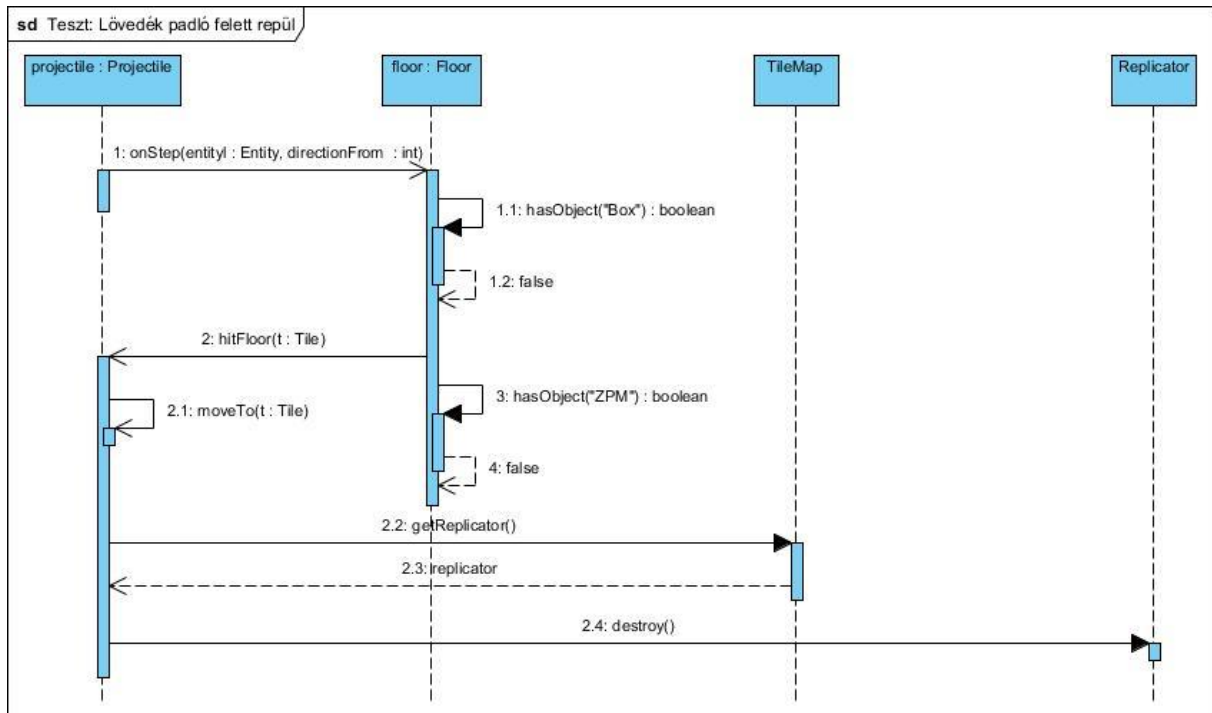 sd Teszt: Lövedék padló felett repül
projectile : Projectile
floor : Floor
TileMap
Replicator
1: onStep(entityI : Entity, directionFrom : int)
1.1: hasObject("Box") : boolean
1.2: false
2: hitFloor(t : Tile)
3: hasObject("ZPM") : boolean
2.1: moveTo(t : Tile)
4: false
2.2: getReplicator()
2.3: replicator
2.4: destroy()